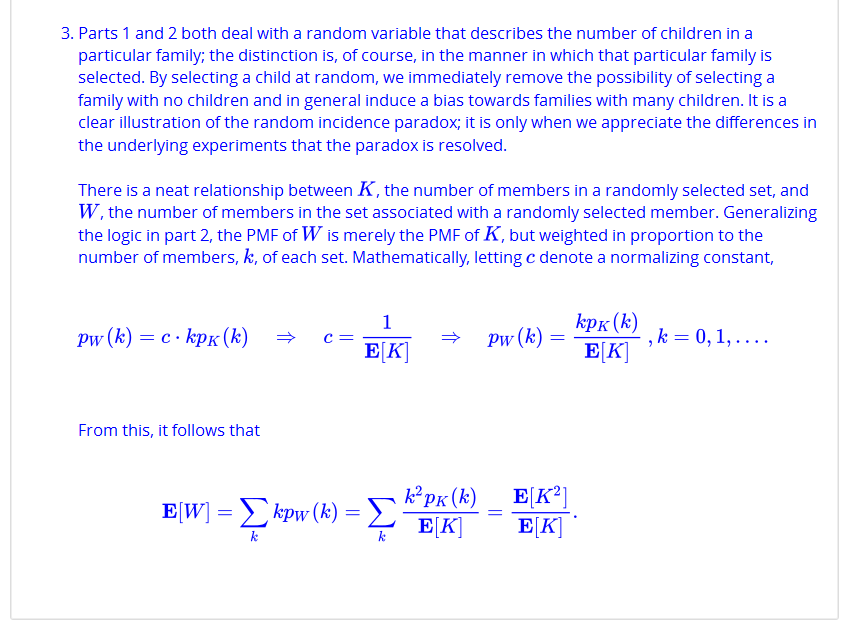 3. Parts 1 and 2 both deal with a random variable that describes the number of children in a
particular family; the distinction is, of course, in the manner in which that particular family is
selected. By selecting a child at random, we immediately remove the possibility of selecting a
family with no children and in general induce a bias towards families with many children. It is a
clear illustration of the random incidence paradox; it is only when we appreciate the differences in
the underlying experiments that the paradox is resolved.
There is a neat relationship between K, the number of members in a randomly selected set, and
W, the number of members in the set associated with a randomly selected member. Generalizing
the logic in part 2, the PMF of W is merely the PMF of K, but weighted in proportion to the
number of members, k, of each set. Mathematically, letting c denote a normalizing constant,
p_W(k) = c · kp_K(k) ⇒ c = 1/E[K] ⇒ p_W(k) = kp_K(k)/E[K], k = 0, 1, ....
From this, it follows that
E[W] = ∑_k kp_W(k) = ∑_k k²p_K(k)/E[K] = E[K²]/E[K].